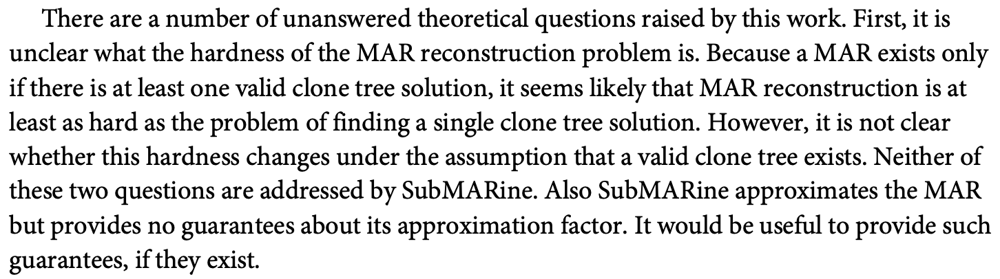 There are a number of unanswered theoretical questions raised by this work. First, it is
unclear what the hardness of the MAR reconstruction problem is. Because a MAR exists only
if there is at least one valid clone tree solution, it seems likely that MAR reconstruction is at
least as hard as the problem of finding a single clone tree solution. However, it is not clear
whether this hardness changes under the assumption that a valid clone tree exists. Neither of
these two questions are addressed by SubMARine. Also SubMARine approximates the MAR
but provides no guarantees about its approximation factor. It would be useful to provide such
guarantees, if they exist.